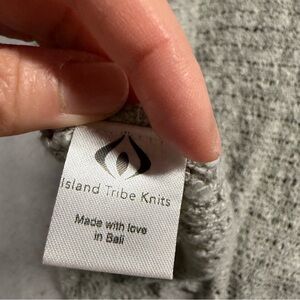 Island Tribe Knits
Made with love
in Bali